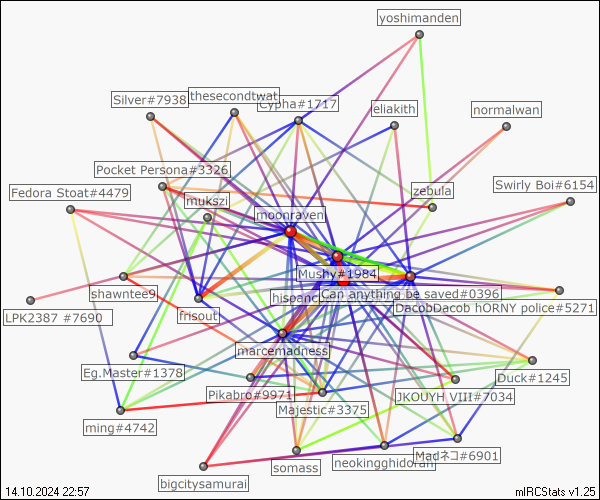 yoshimanden
Silver#7938
thesecondtwat
Cypha#1717
eliakith
normalwan
Pocket Persona#3326
Fedora Stoat#4479
mukszi
zebula
Swirly Boi#6154
moonraven
Mushy#1984
shawntee9
hispanic
Can anything be saved#0396
DacobDacob hORNY police#5271
LPK2387 #7690
frisout
marcemadness
Eg.Master#1378
Duck#1245
Pikabro#9971
JKOUYH VIII#7034
Majestic#3375
ming#4742
Madネコ#6901
somass
neokingghidorah
bigcitysamurai
14.10.2024 22:57
mIRCStats v1.25